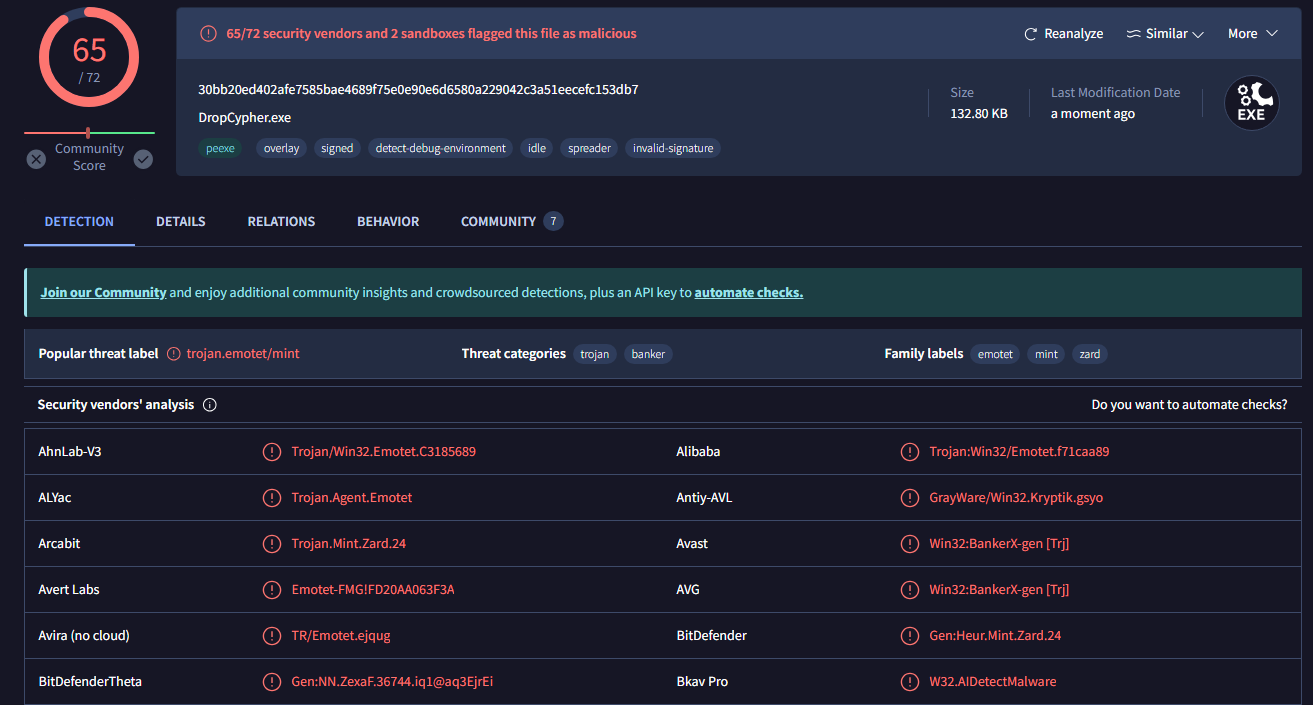 65
/ 72
Community
Score
65/72 security vendors and 2 sandboxes flagged this file as malicious
Reanalyze
Similar
More
30bb20ed402afe7585bae4689f75e0e90e6d6580a229042c3a51eecefc153db7
DropCypher.exe
peexe overlay signed detect-debug-environment idle spreader invalid-signature
Size
132.80 KB
Last Modification Date
a moment ago
EXE
DETECTION DETAILS RELATIONS BEHAVIOR COMMUNITY 7
Join our Community and enjoy additional community insights and crowdsourced detections, plus an API key to automate checks.
Popular threat label trojan.emotet/mint Threat categories trojan banker Family labels emotet mint zard
Security vendors' analysis Do you want to automate checks?
AhnLab-V3 Trojan/Win32.Emotet.C3185689 Alibaba Trojan:Win32/Emotet.f71caa89
ALYac Trojan.Agent.Emotet Antiy-AVL GrayWare/Win32.Kryptik.gsyo
Arcabit Trojan.Mint.Zard.24 Avast Win32:BankerX-gen [Trj]
Avert Labs Emotet-FMG!FD20AA063F3A AVG Win32:BankerX-gen [Trj]
Avira (no cloud) TR/Emotet.ejqug BitDefender Gen:Heur.Mint.Zard.24
BitDefenderTheta Gen:NN.ZexaF.36744.iq1@aq3EjrEi Bkav Pro W32.AIDetectMalware